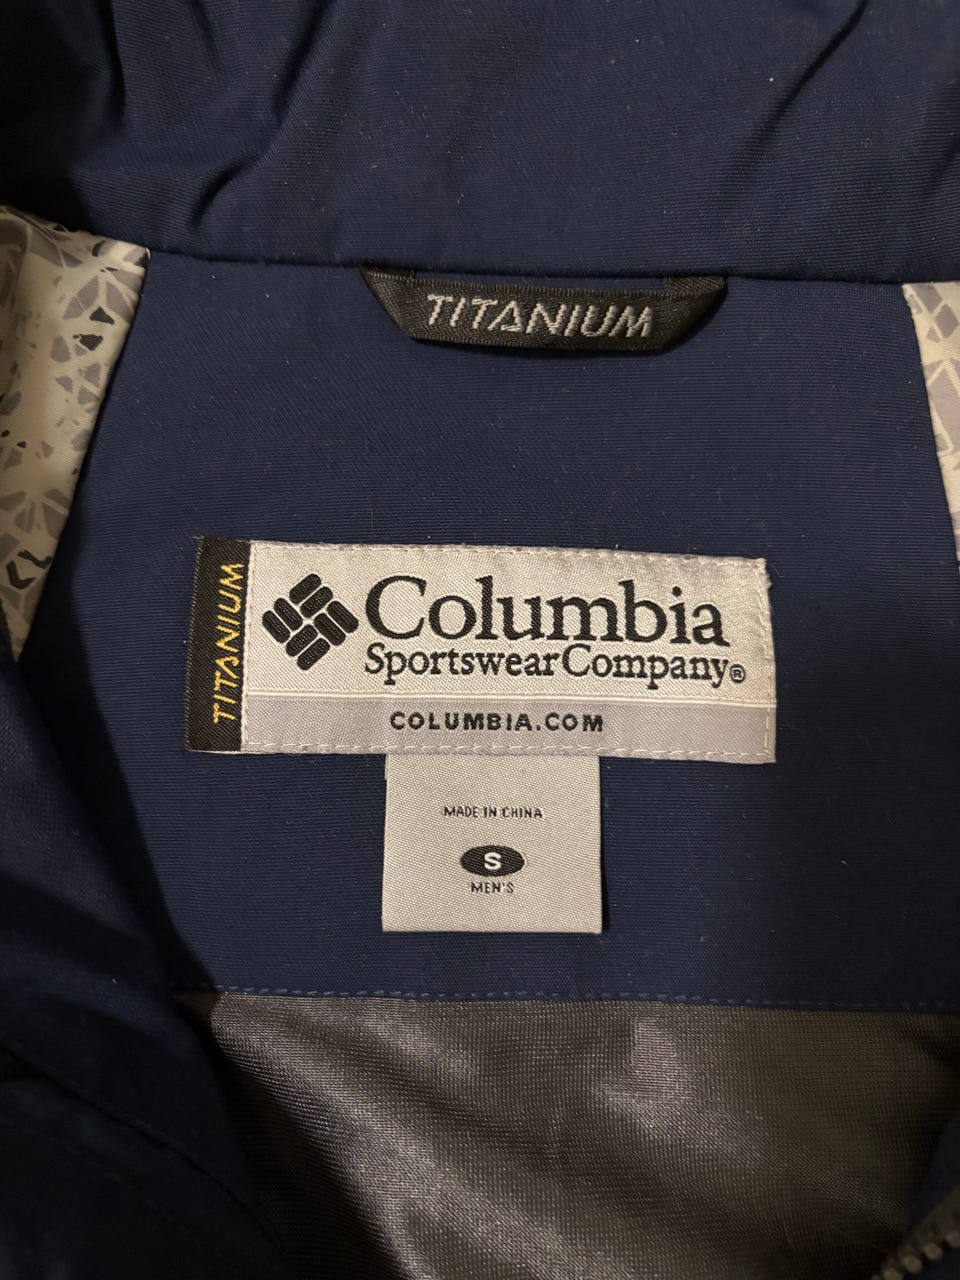 TITANIUM
TITANIUM
Columbia
Sportswear Company®
COLUMBIA.COM
MADE IN CHINA
S
MEN'S